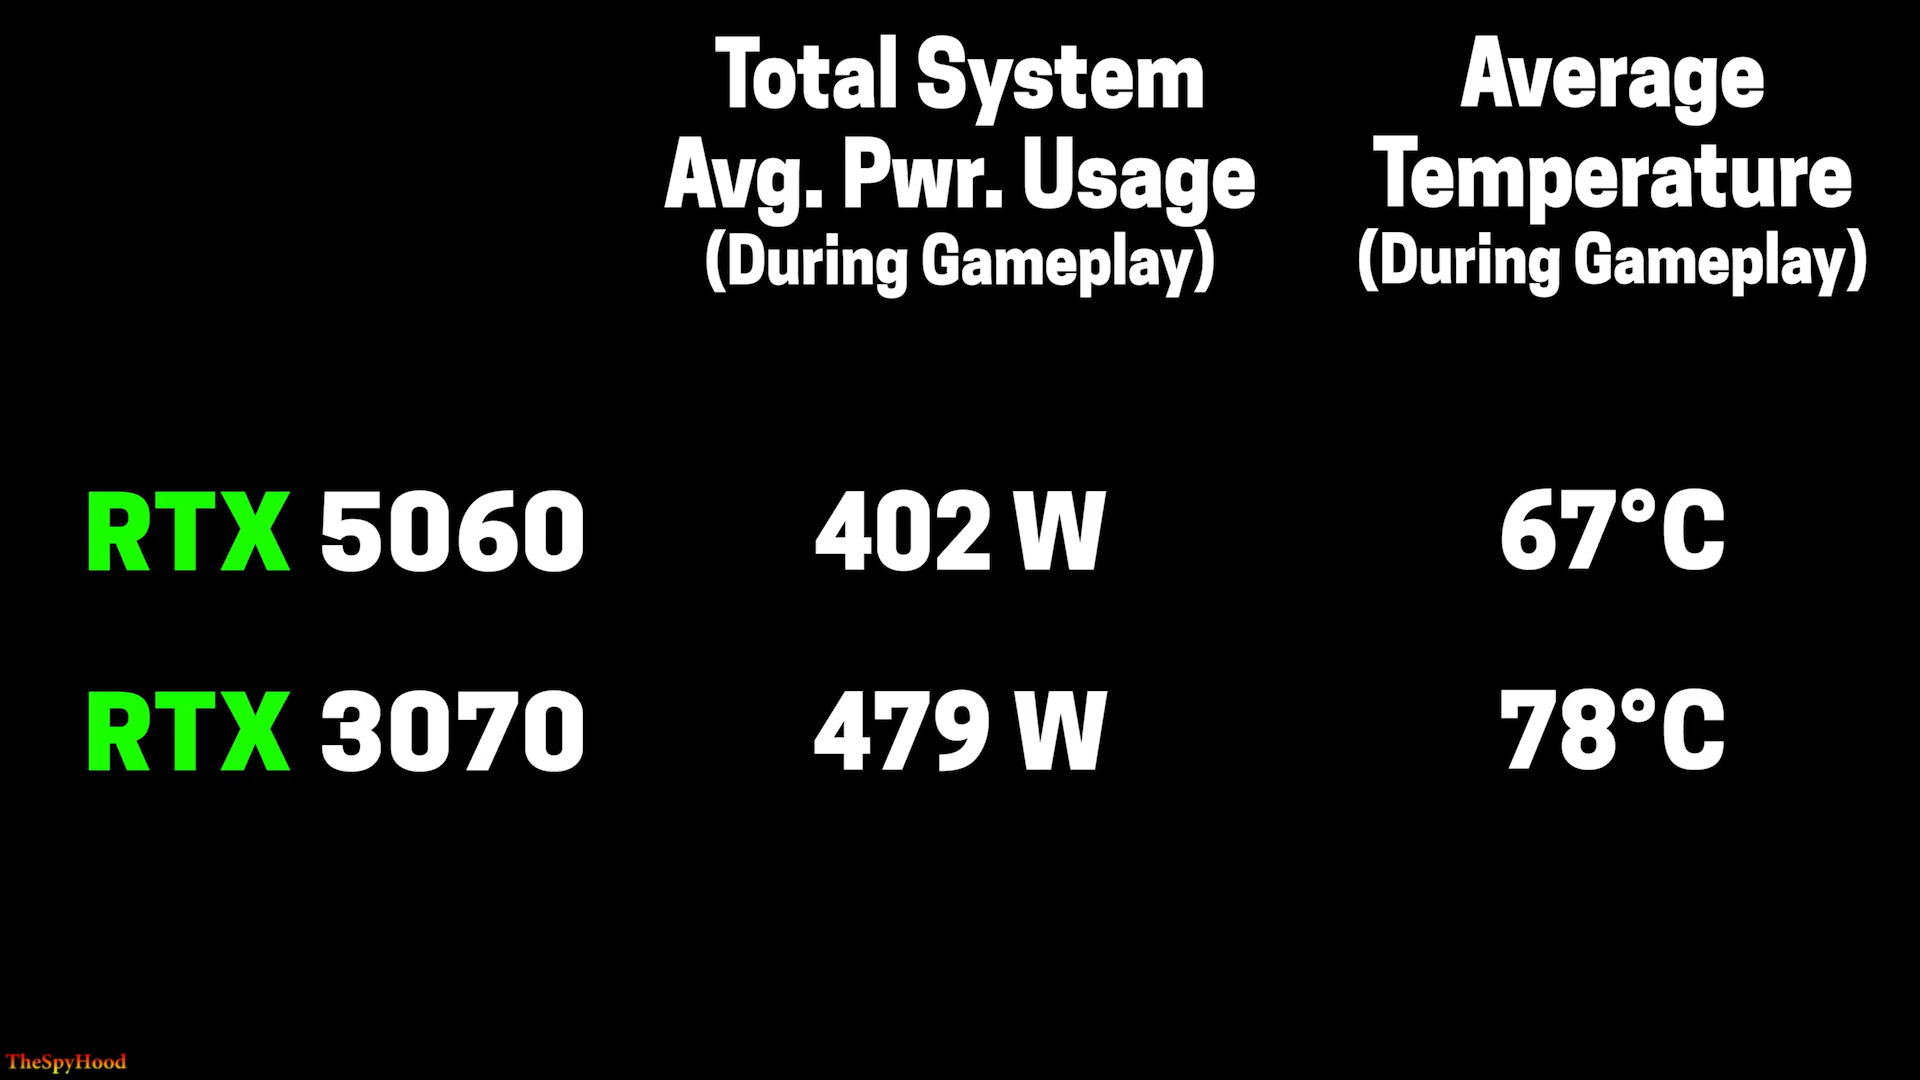 Total System
Avg. Pwr. Usage
(During Gameplay)
Average
Temperature
(During Gameplay)
RTX 5060 402 W 67°C
RTX 3070 479 W 78°C
TheSpyHood